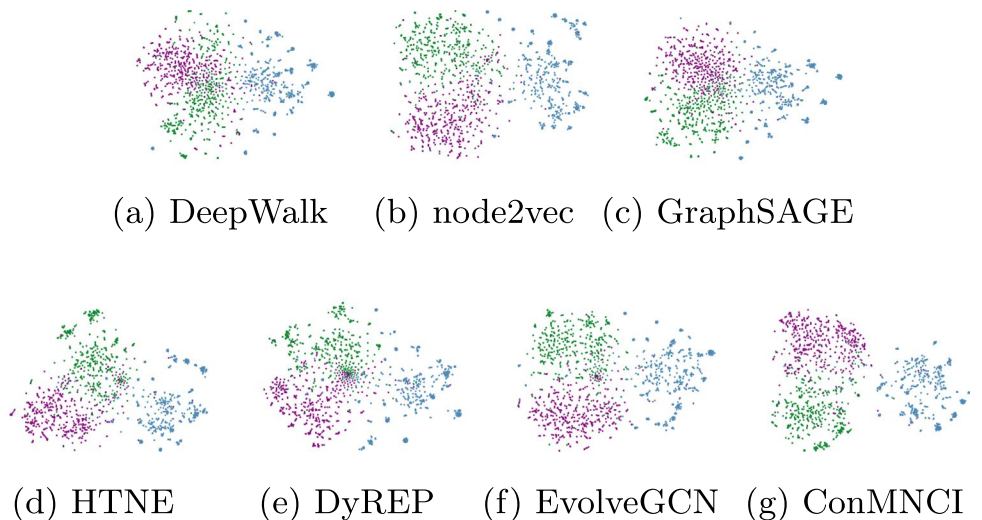 (a) DeepWalk (b) node2vec (c) GraphSAGE
(d) HTNE (e) DyREP (f) EvolveGCN (g) ConMNCI